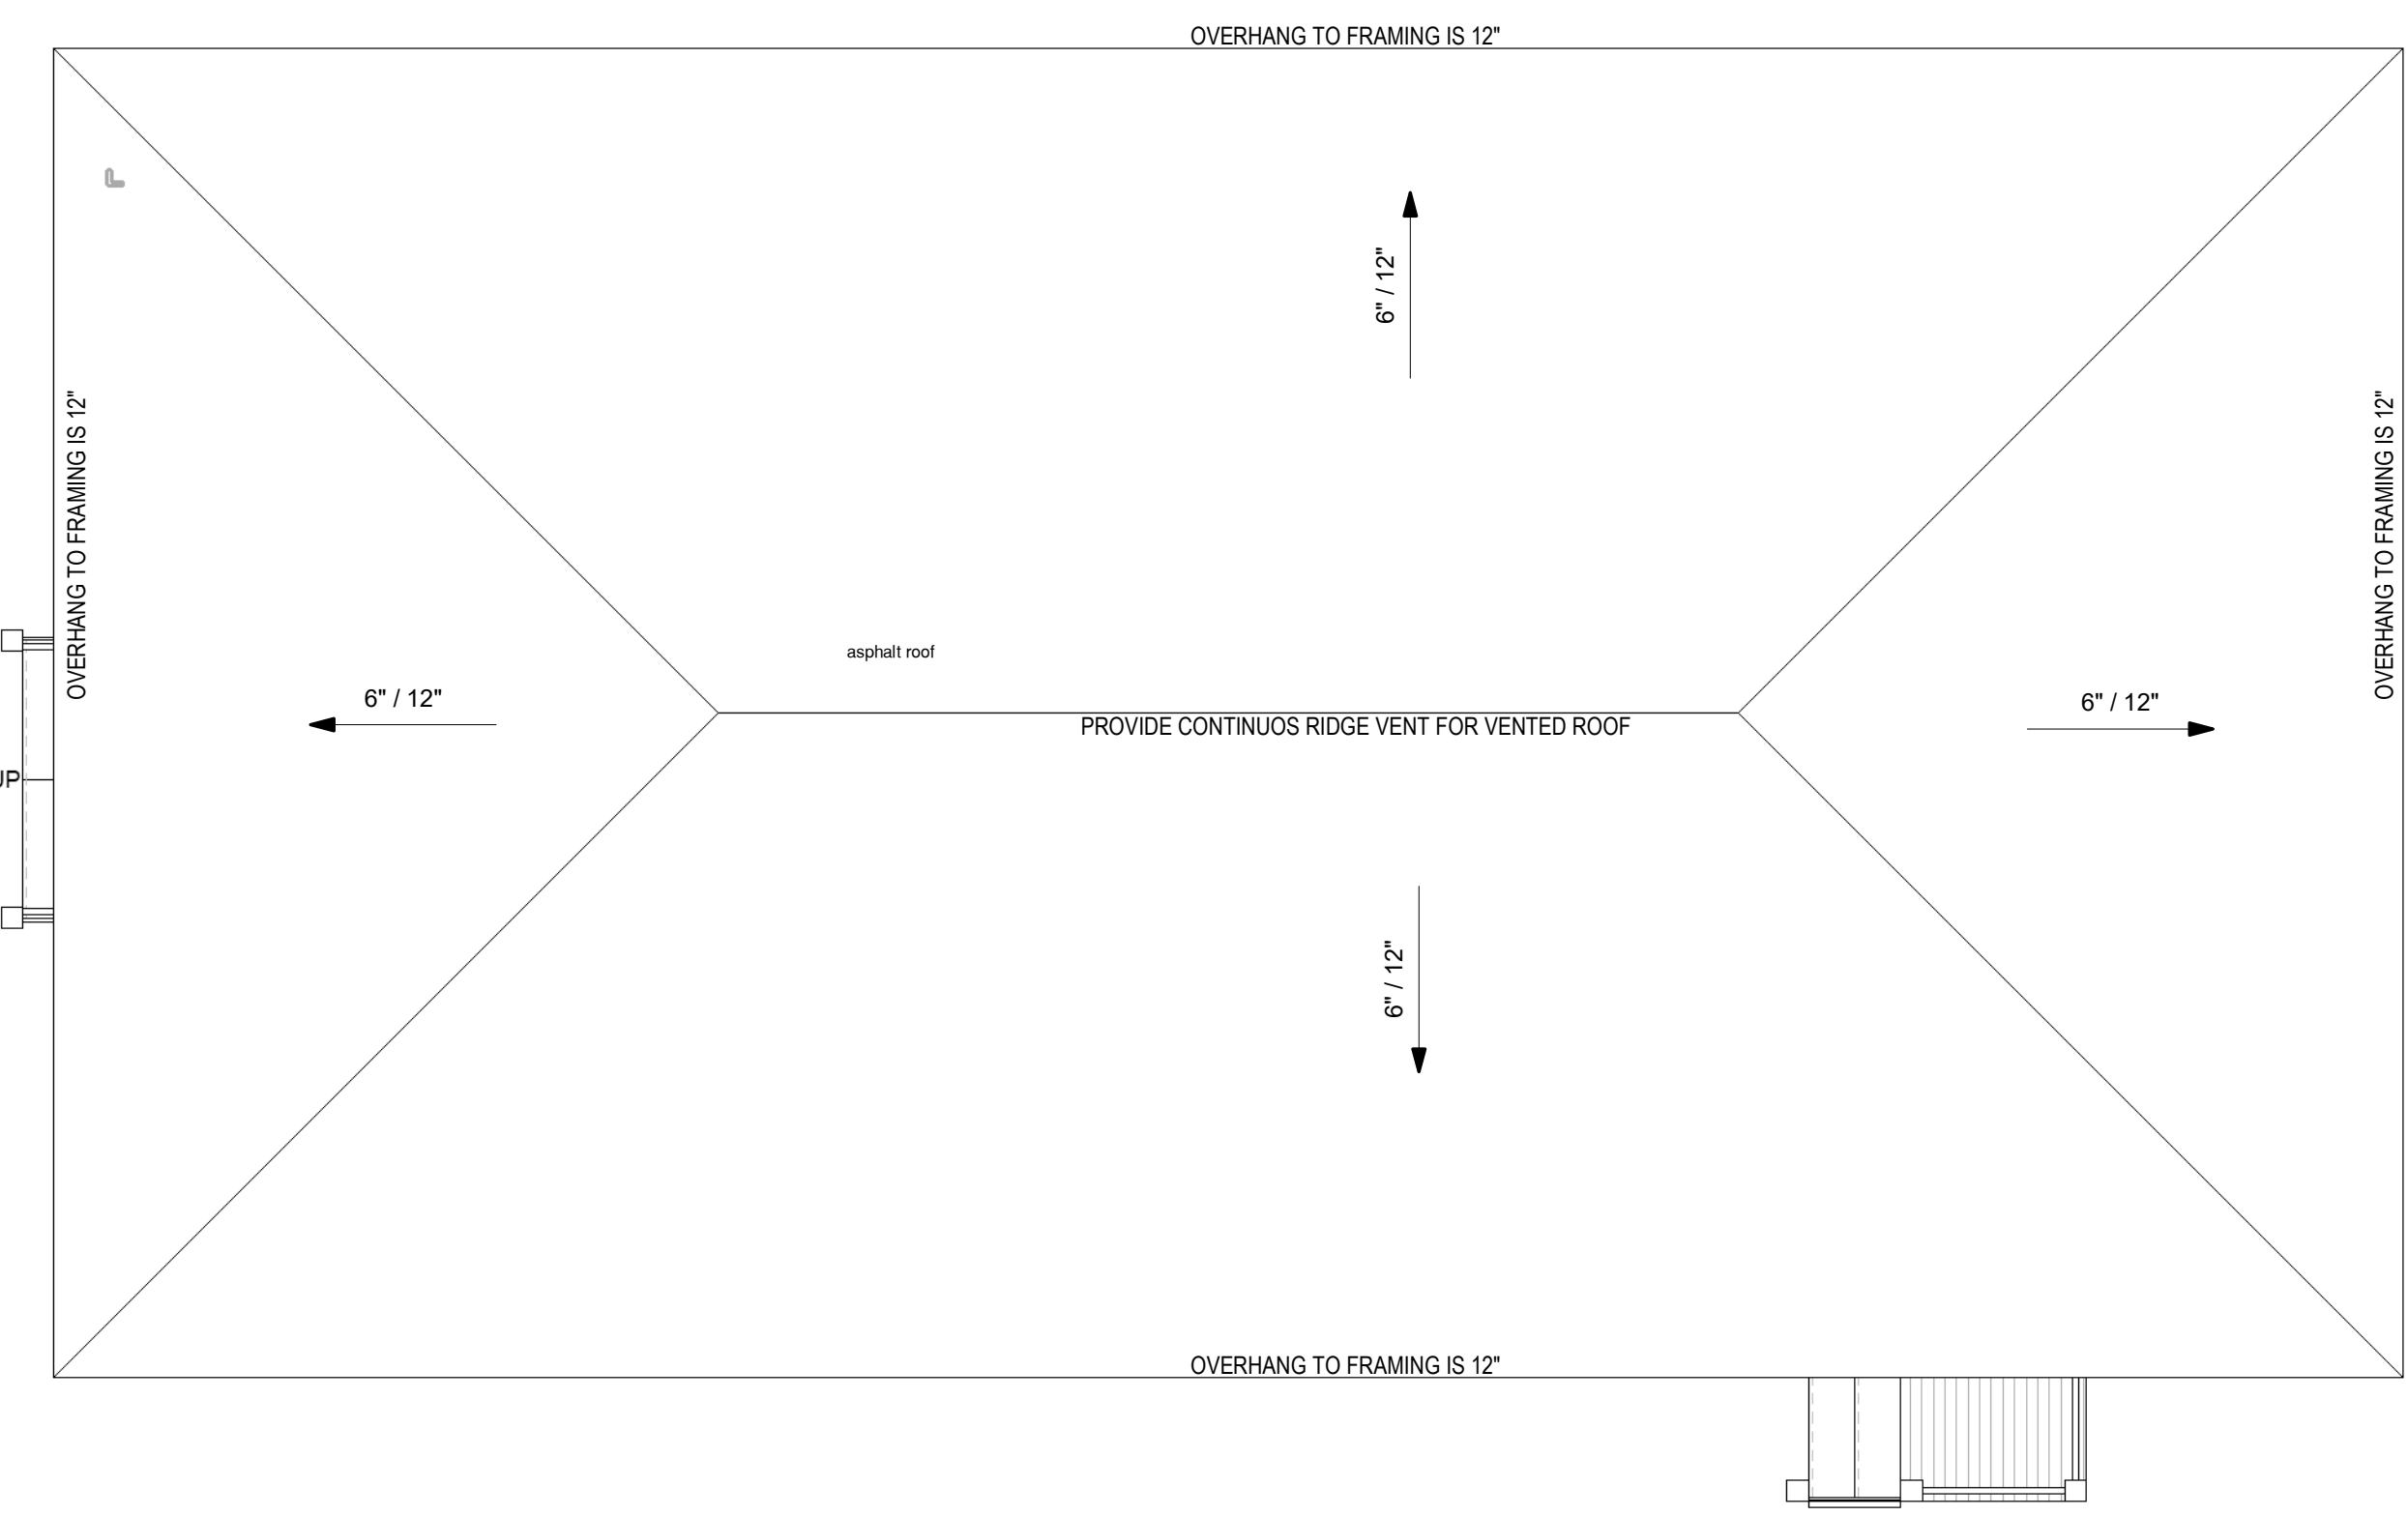 OVERHANG TO FRAMING IS 12"
6" / 12"
OVERHANG TO FRAMING IS 12"
OVERHANG TO FRAMING IS 12"
asphalt roof
6" / 12"
6" / 12"
PROVIDE CONTINUOS RIDGE VENT FOR VENTED ROOF
UP
6" / 12"
OVERHANG TO FRAMING IS 12"